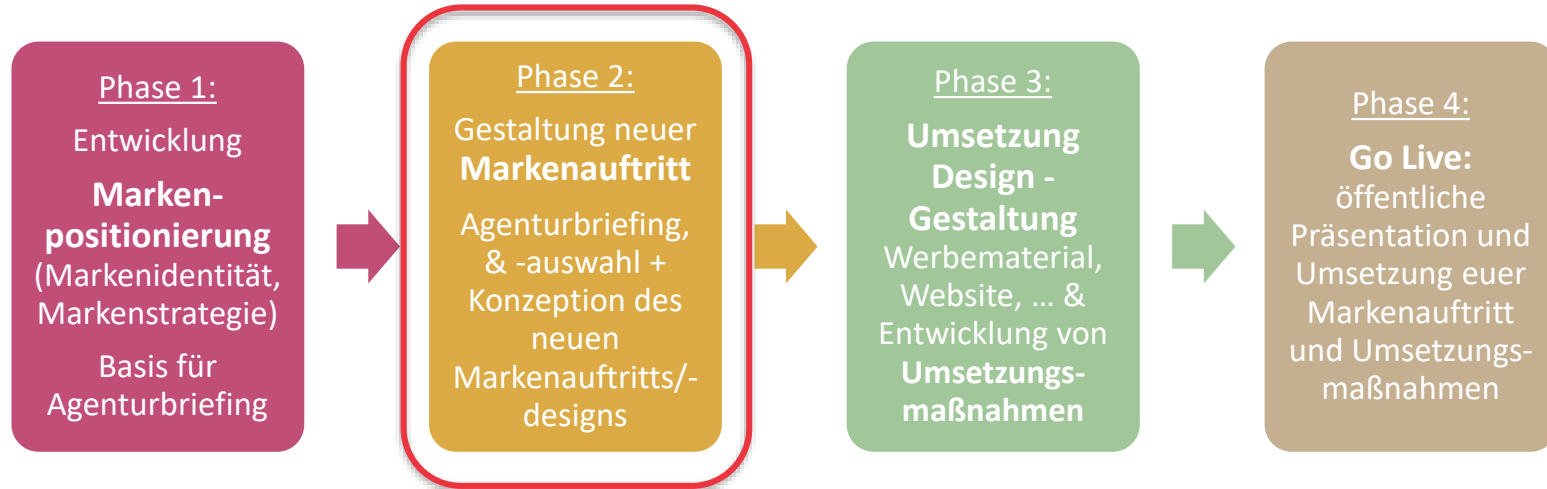 Phase 1:
Entwicklung
Marken-
positionierung
(Markenidentität,
Markenstrategie)
Basis für
Agenturbriefing
Phase 2:
Gestaltung neuer
Markenauftritt
Agenturbriefing,
& -auswahl +
Konzeption des
neuen
Markenauftritts/-
designs
Phase 3:
Umsetzung
Design -
Gestaltung
Werbematerial,
Website, ... &
Entwicklung von
Umsetzungs-
maßnahmen
Phase 4:
Go Live:
öffentliche
Präsentation und
Umsetzung euer
Markenauftritt
und Umsetzungs-
maßnahmen